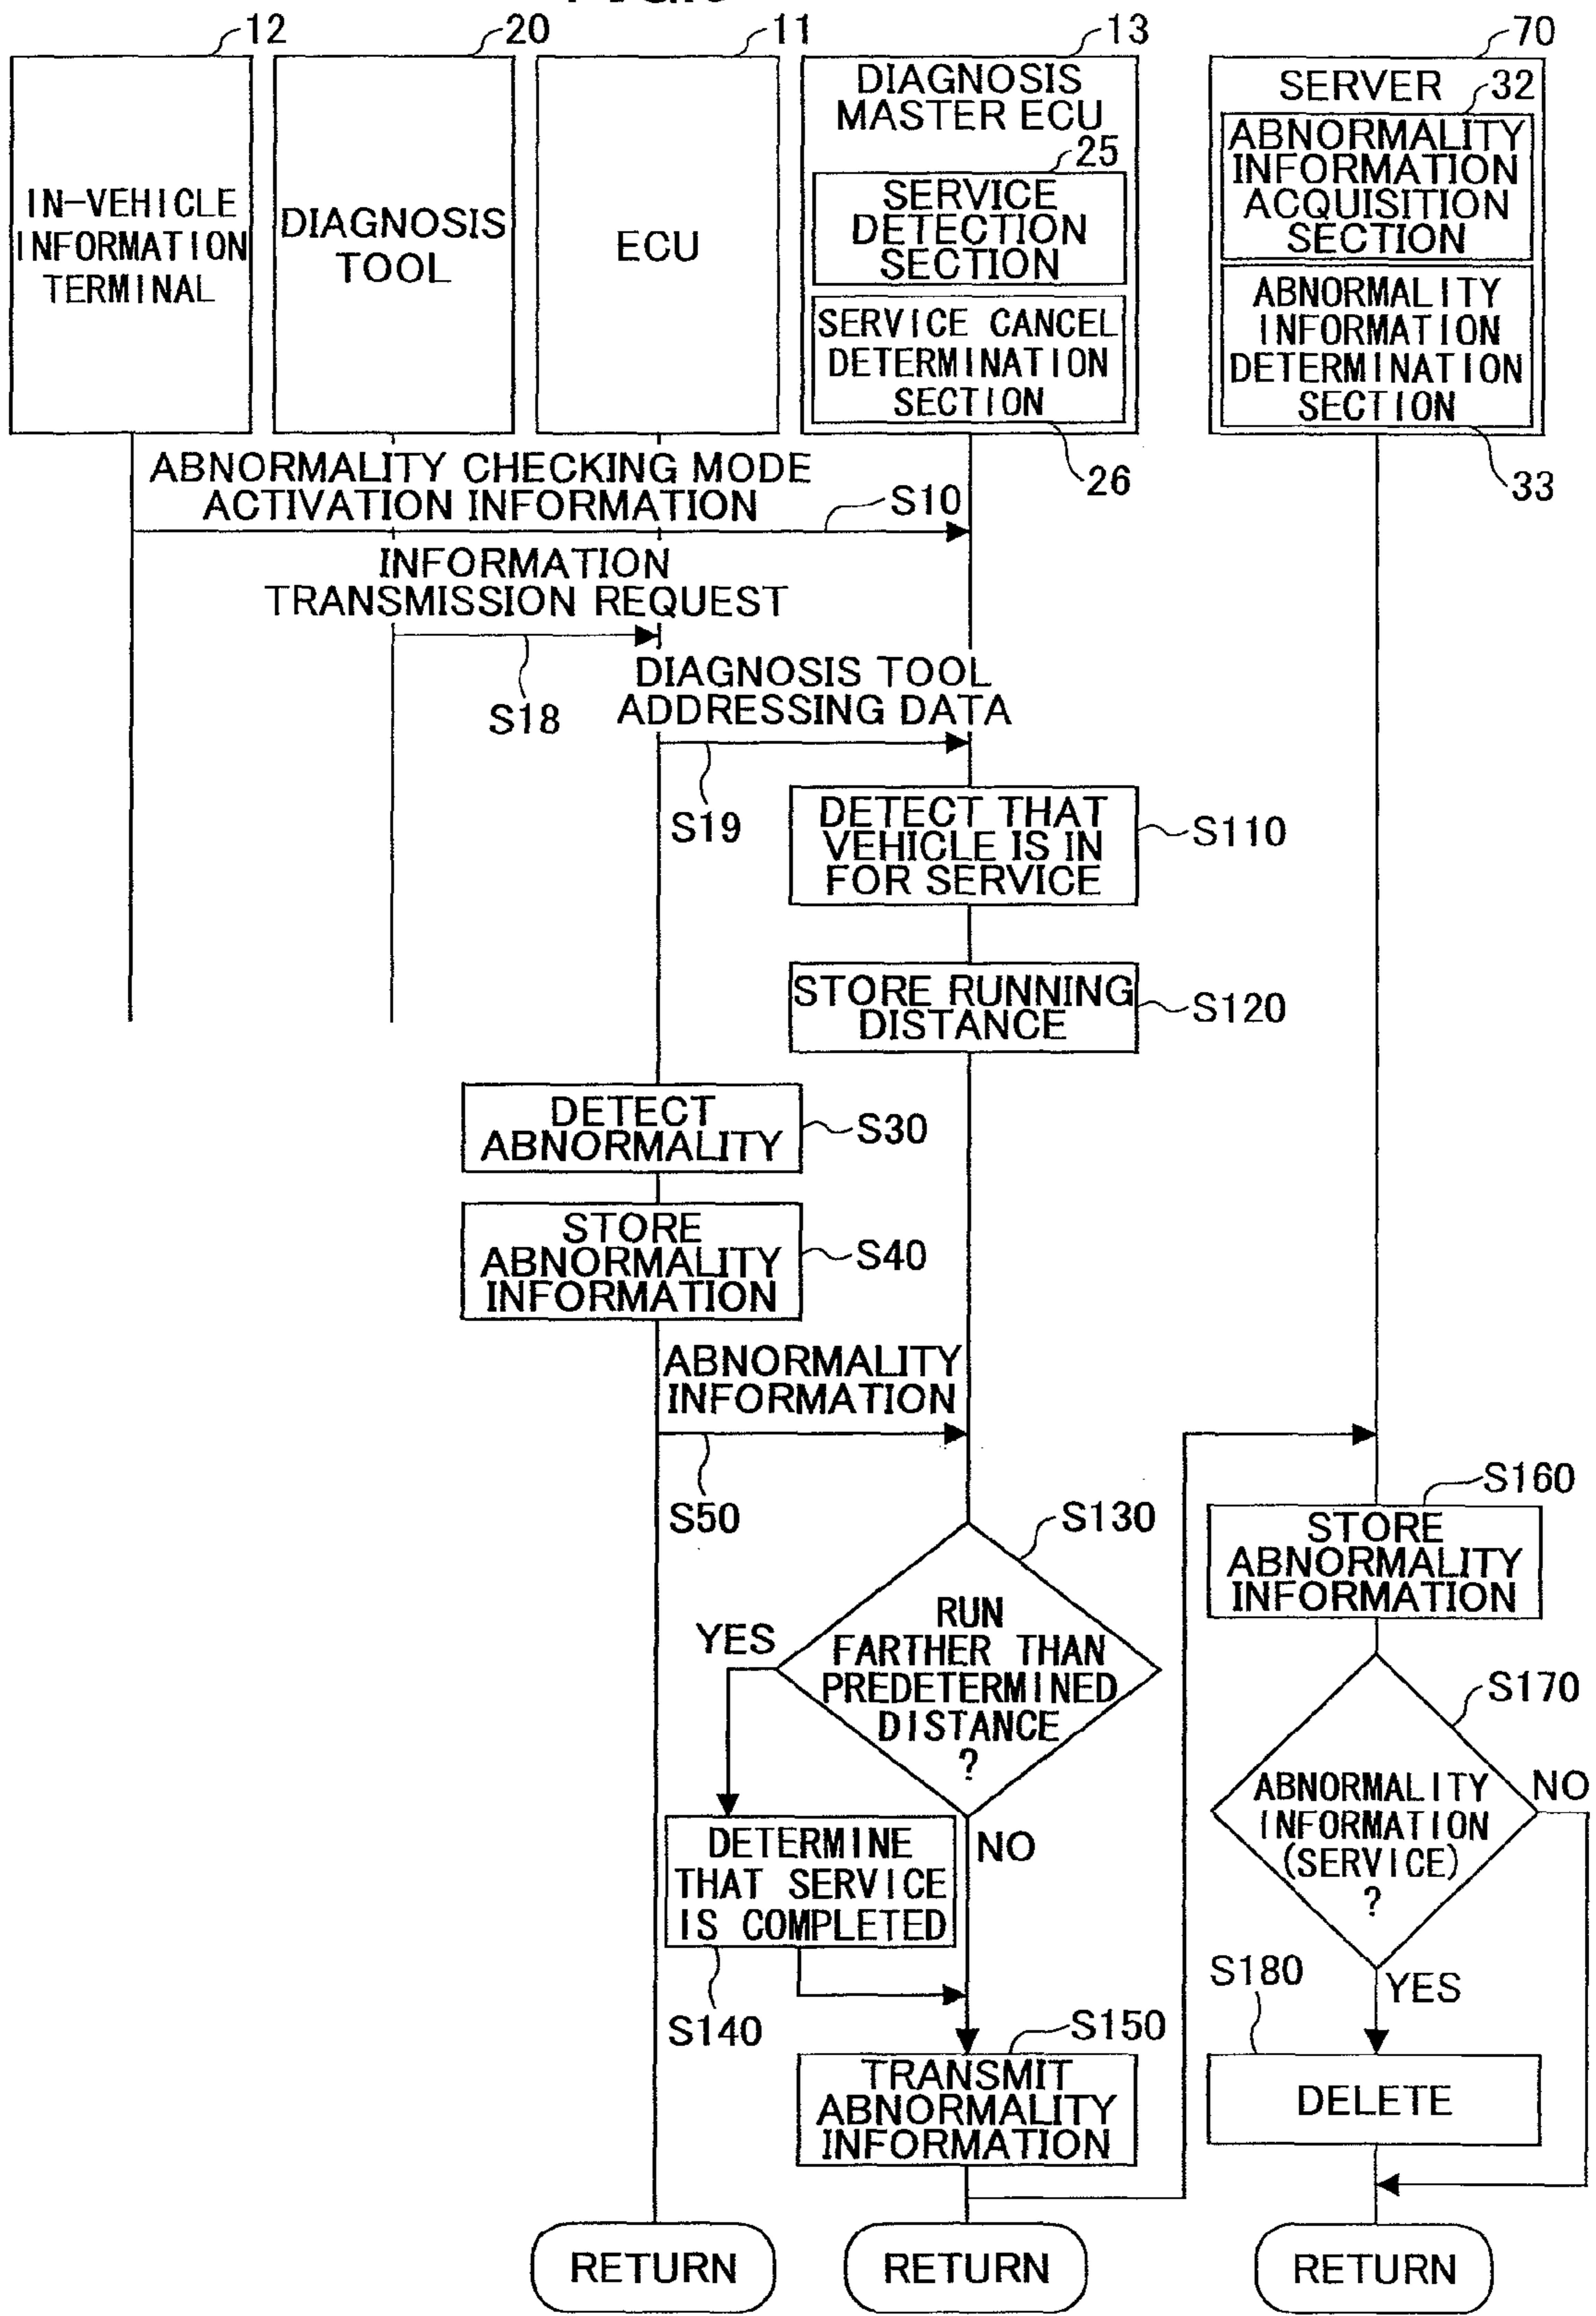 12
20
11
13
70
IN-VEHICLE
INFORMATION
TERMINAL
DIAGNOSIS
TOOL
ECU
DIAGNOSIS
MASTER ECU
25
SERVICE
DETECTION
SECTION
SERVICE CANCEL
DETERMINATION
SECTION
26
SERVER
32
ABNORMALITY
INFORMATION
ACQUISITION
SECTION
ABNORMALITY
INFORMATION
DETERMINATION
SECTION
33
ABNORMALITY CHECKING MODE
ACTIVATION INFORMATION
S10
INFORMATION
TRANSMISSION REQUEST
S18
DIAGNOSIS TOOL
ADDRESSING DATA
S19
DETECT THAT
VEHICLE IS IN
FOR SERVICE
S110
STORE RUNNING
DISTANCE
S120
DETECT
ABNORMALITY
S30
STORE
ABNORMALITY
INFORMATION
S40
ABNORMALITY
INFORMATION
S50
S130
RUN
FARTHER THAN
PREDETERMINED
DISTANCE
?
YES
NO
DETERMINE
THAT SERVICE
IS COMPLETED
S140
S150
TRANSMIT
ABNORMALITY
INFORMATION
S160
STORE
ABNORMALITY
INFORMATION
S170
ABNORMALITY
INFORMATION
(SERVICE)
?
NO
YES
S180
DELETE
RETURN
RETURN
RETURN